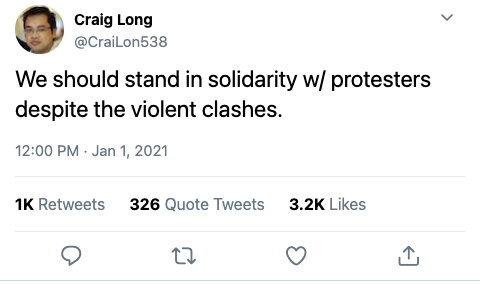 Craig Long
@CraiLon538
We should stand in solidarity w/ protesters
despite the violent clashes.
12:00 PM · Jan 1, 2021
1K Retweets 326 Quote Tweets 3.2K Likes